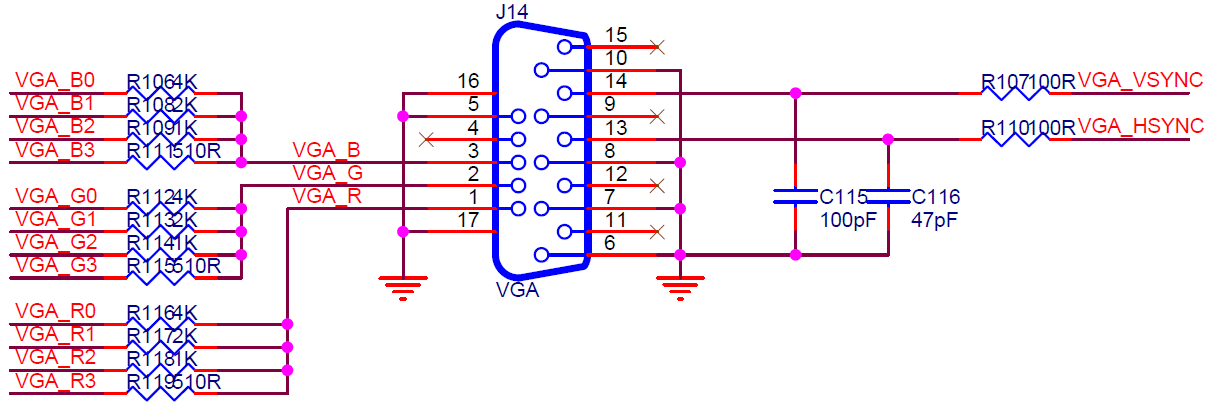 J14
15
10
14
9
13
8
12
7
11
6
16
5
4
3
2
1
17
VGA
VGA_B0 R106 4K
VGA_B1 R108 2K
VGA_B2 R109 1K
VGA_B3 R111 510R
VGA_B
VGA_G
VGA_R
VGA_G0 R112 4K
VGA_G1 R113 2K
VGA_G2 R114 1K
VGA_G3 R115 510R
VGA_R0 R116 4K
VGA_R1 R117 2K
VGA_R2 R118 1K
VGA_R3 R119 510R
R107 100R VGA_VSYNC
R110 100R VGA_HSYNC
C115
100pF
C116
47pF